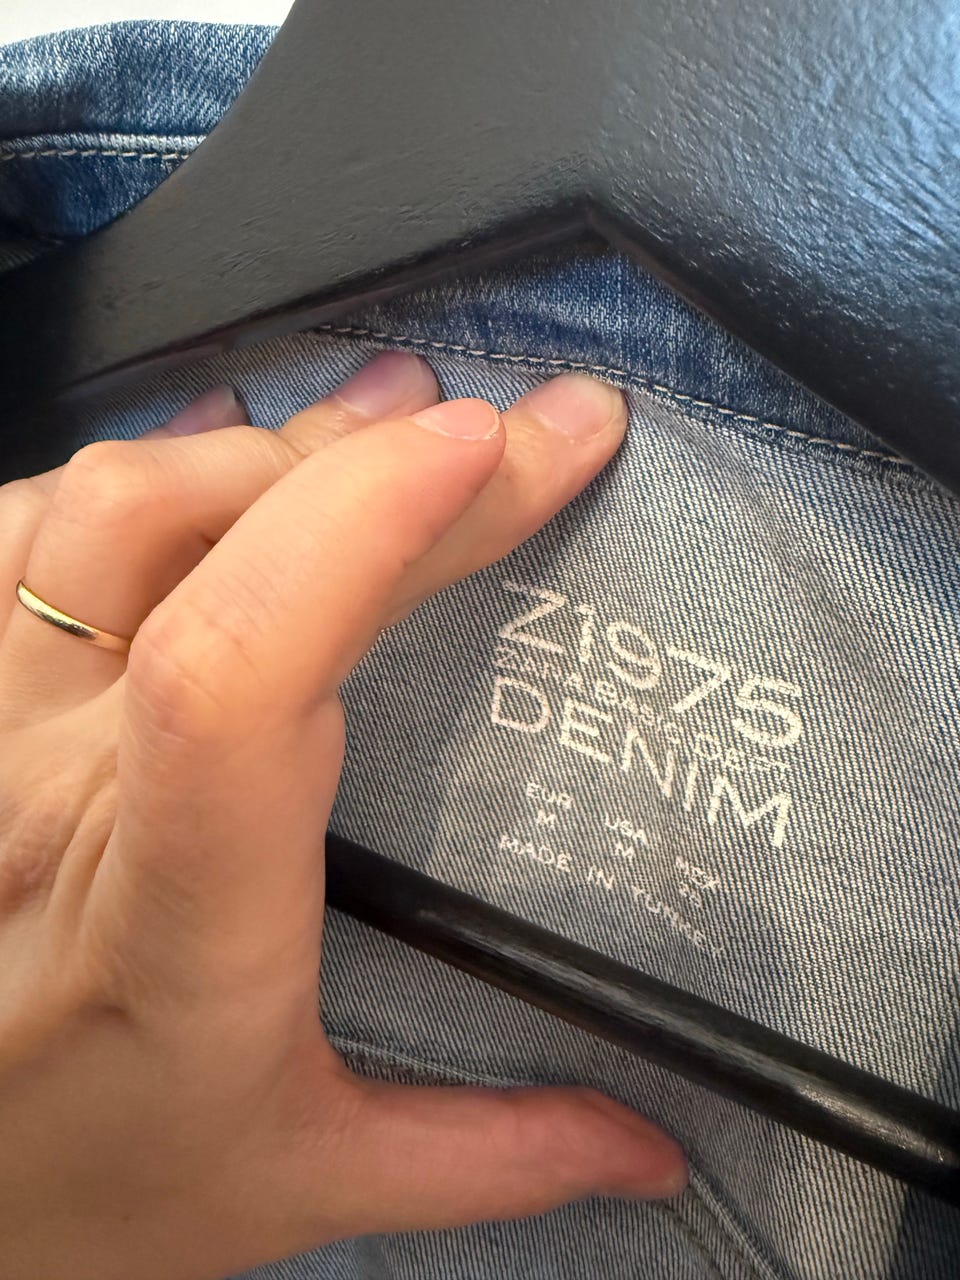 Z1975
DENIM
EUR USA MEX
M M
MADE IN TURKEY